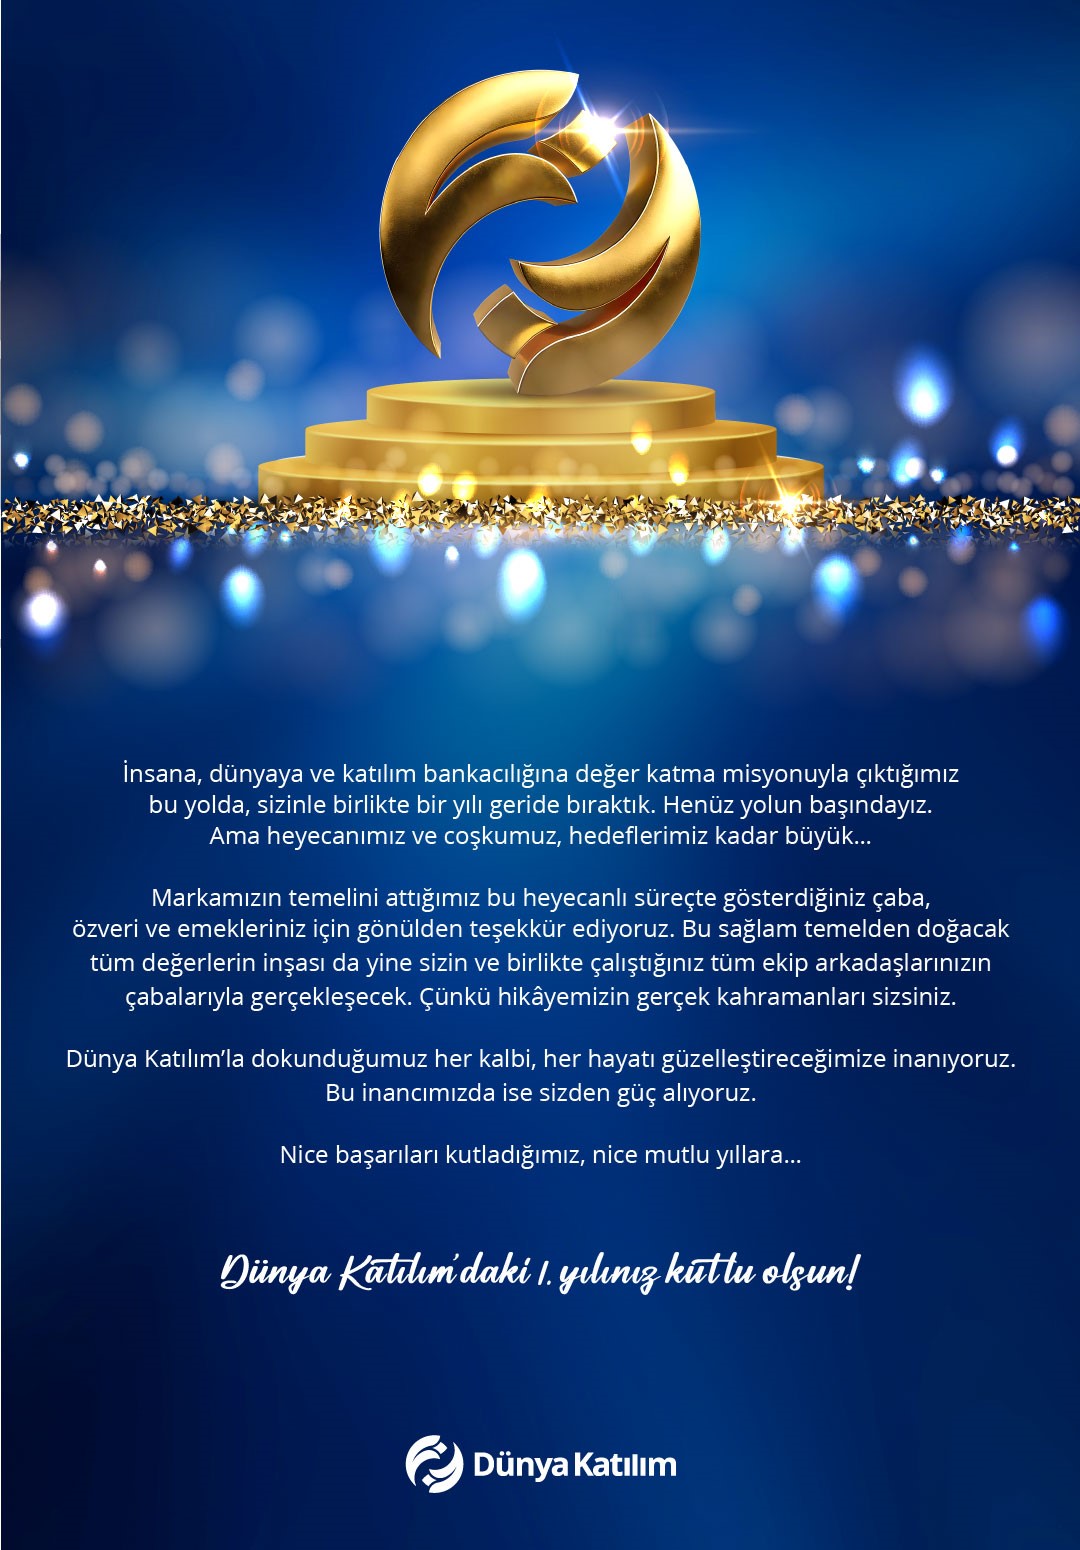 İnsana, dünyaya ve katılım bankacılığına değer katma misyonuyla çıktığımız
bu yolda, sizinle birlikte bir yılı geride bıraktık. Henüz yolun başındayız.
Ama heyecanımız ve coşkumuz, hedeflerimiz kadar büyük...
Markamızın temelini attığımız bu heyecanlı süreçte gösterdiğiniz çaba,
özveri ve emekleriniz için gönülden teşekkür ediyoruz. Bu sağlam temelden doğacak
tüm değerlerin inşası da yine sizin ve birlikte çalıştığınız tüm ekip arkadaşlarınızın
çabalarıyla gerçekleşecek. Çünkü hikâyemizin gerçek kahramanları sizsiniz.
Dünya Katılım’la dokunduğumuz her kalbi, her hayatı güzelleştireceğimize inanıyoruz.
Bu inancımızda ise sizden güç alıyoruz.
Nice başarıları kutladığımız, nice mutlu yıllara...
Dünya Katılım'daki 1. yılınız kutlu olsun!
Dünya Katılım